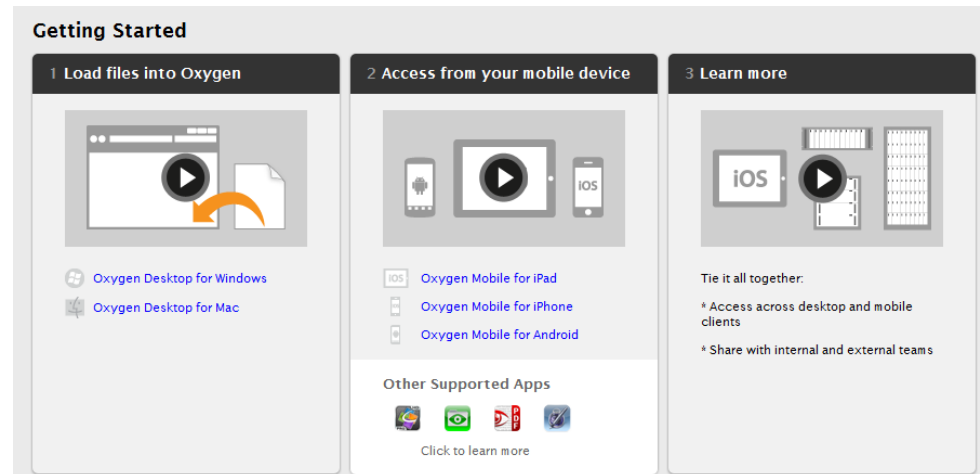 Getting Started
1 Load files into Oxygen
Oxygen Desktop for Windows
Oxygen Desktop for Mac
2 Access from your mobile device
iOS
iOS
Oxygen Mobile for iPad
Oxygen Mobile for iPhone
Oxygen Mobile for Android
Other Supported Apps
PDF
Click to learn more
3 Learn more
iOS
Tie it all together:
* Access across desktop and mobile
clients
* Share with internal and external teams